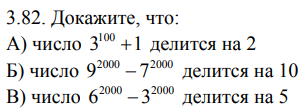 3.82. Докажите, что:
А) число 3¹⁰⁰ + 1 делится на 2
Б) число 9²⁰⁰⁰ − 7²⁰⁰⁰ делится на 10
В) число 6²⁰⁰⁰ − 3²⁰⁰⁰ делится на 5